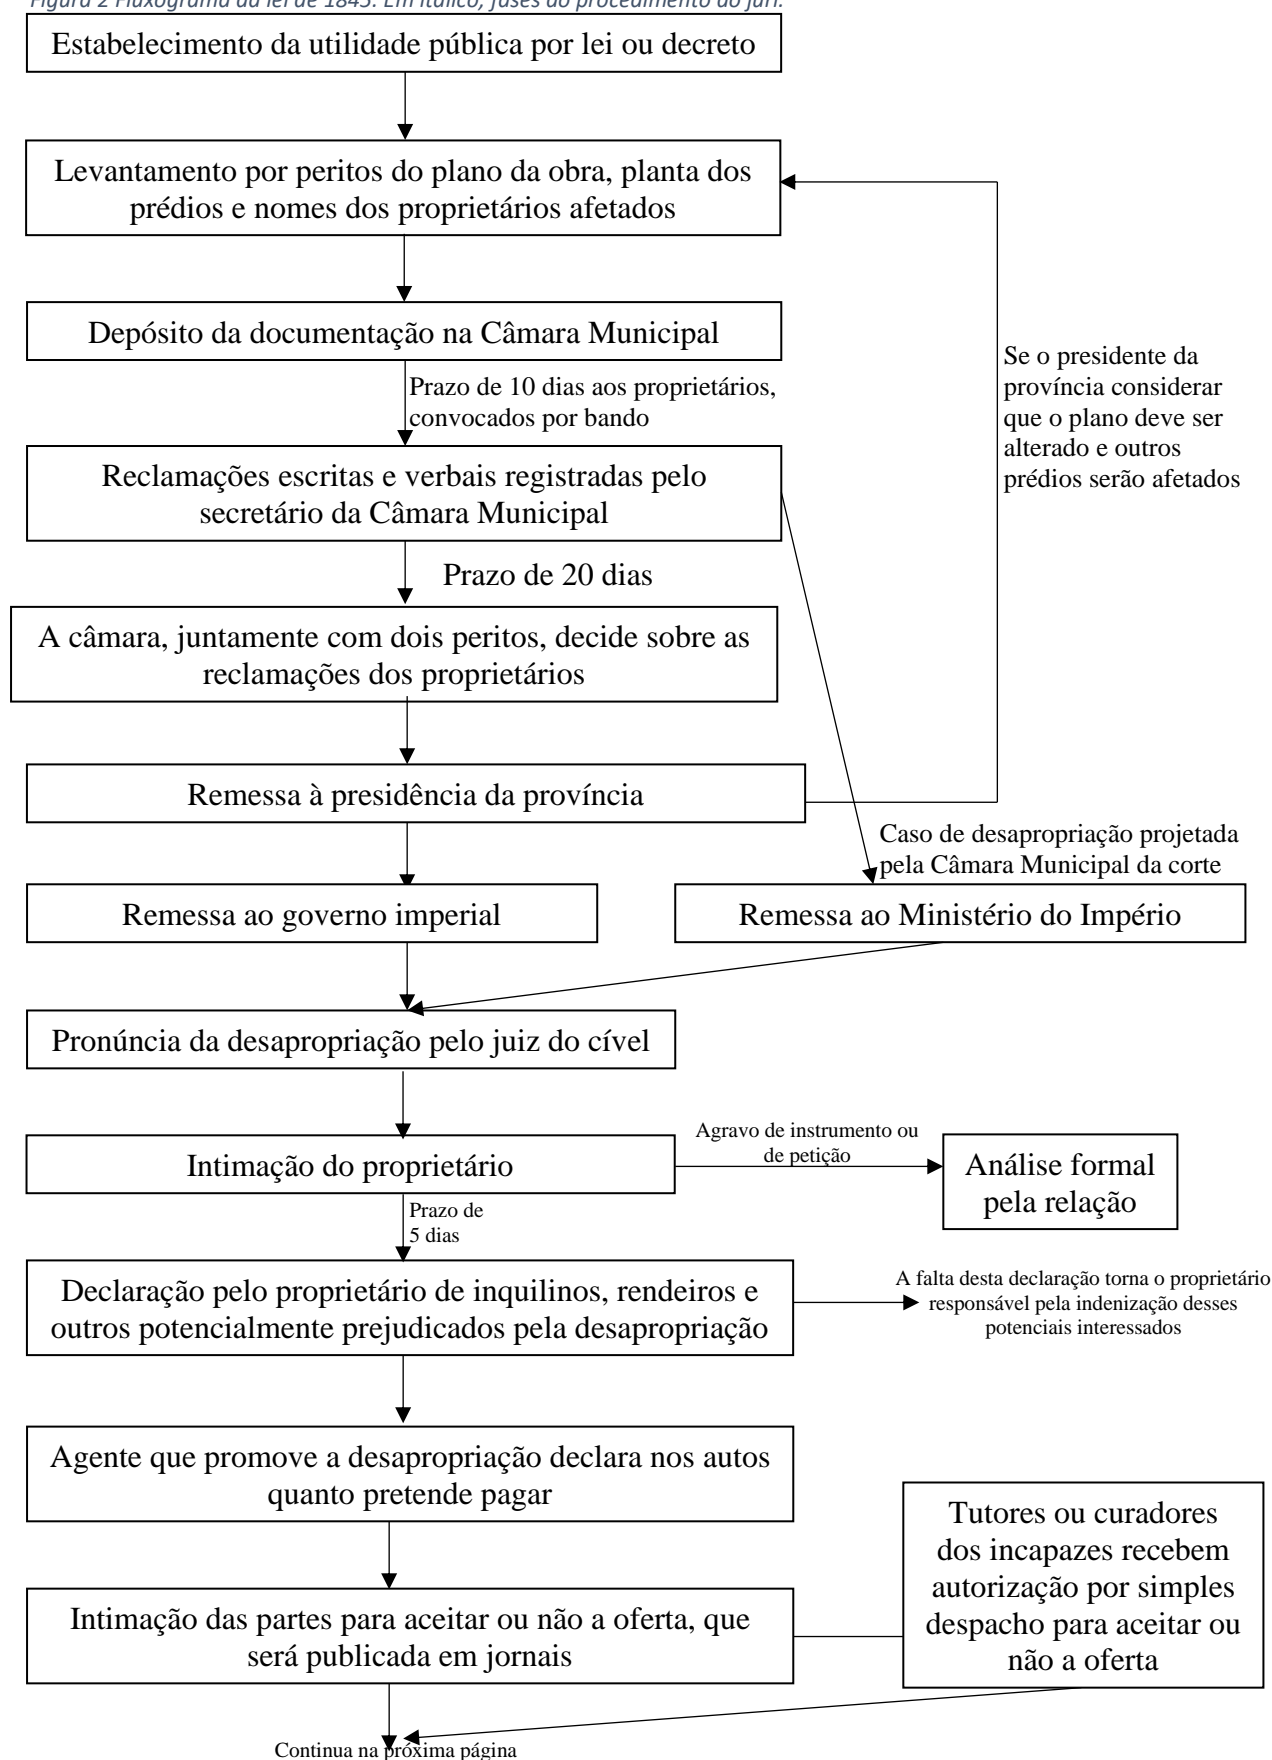 Figura 2 Fluxograma da lei de 1845. Em itálico, fases do procedimento do júri.
Estabelecimento da utilidade pública por lei ou decreto
Levantamento por peritos do plano da obra, planta dos
prédios e nomes dos proprietários afetados
Depósito da documentação na Câmara Municipal
Se o presidente da
província considerar
que o plano deve ser
alterado e outros
prédios serão afetados
Prazo de 10 dias aos proprietários,
convocados por bando
Reclamações escritas e verbais registradas pelo
secretário da Câmara Municipal
Prazo de 20 dias
A câmara, juntamente com dois peritos, decide sobre as
reclamações dos proprietários
Remessa à presidência da província
Caso de desapropriação projetada
pela Câmara Municipal da corte
Remessa ao governo imperial
Remessa ao Ministério do Império
Pronúncia da desapropriação pelo juiz do cível
Intimação do proprietário
Agravo de instrumento ou
de petição
Análise formal
pela relação
Prazo de
5 dias
Declaração pelo proprietário de inquilinos, rendeiros e
outros potencialmente prejudicados pela desapropriação
A falta desta declaração torna o proprietário
responsável pela indenização desses
potenciais interessados
Agente que promove a desapropriação declara nos autos
quanto pretende pagar
Tutores ou curadores
dos incapazes recebem
autorização por simples
despacho para aceitar ou
não a oferta
Intimação das partes para aceitar ou não a oferta, que
será publicada em jornais
Continua na próxima página